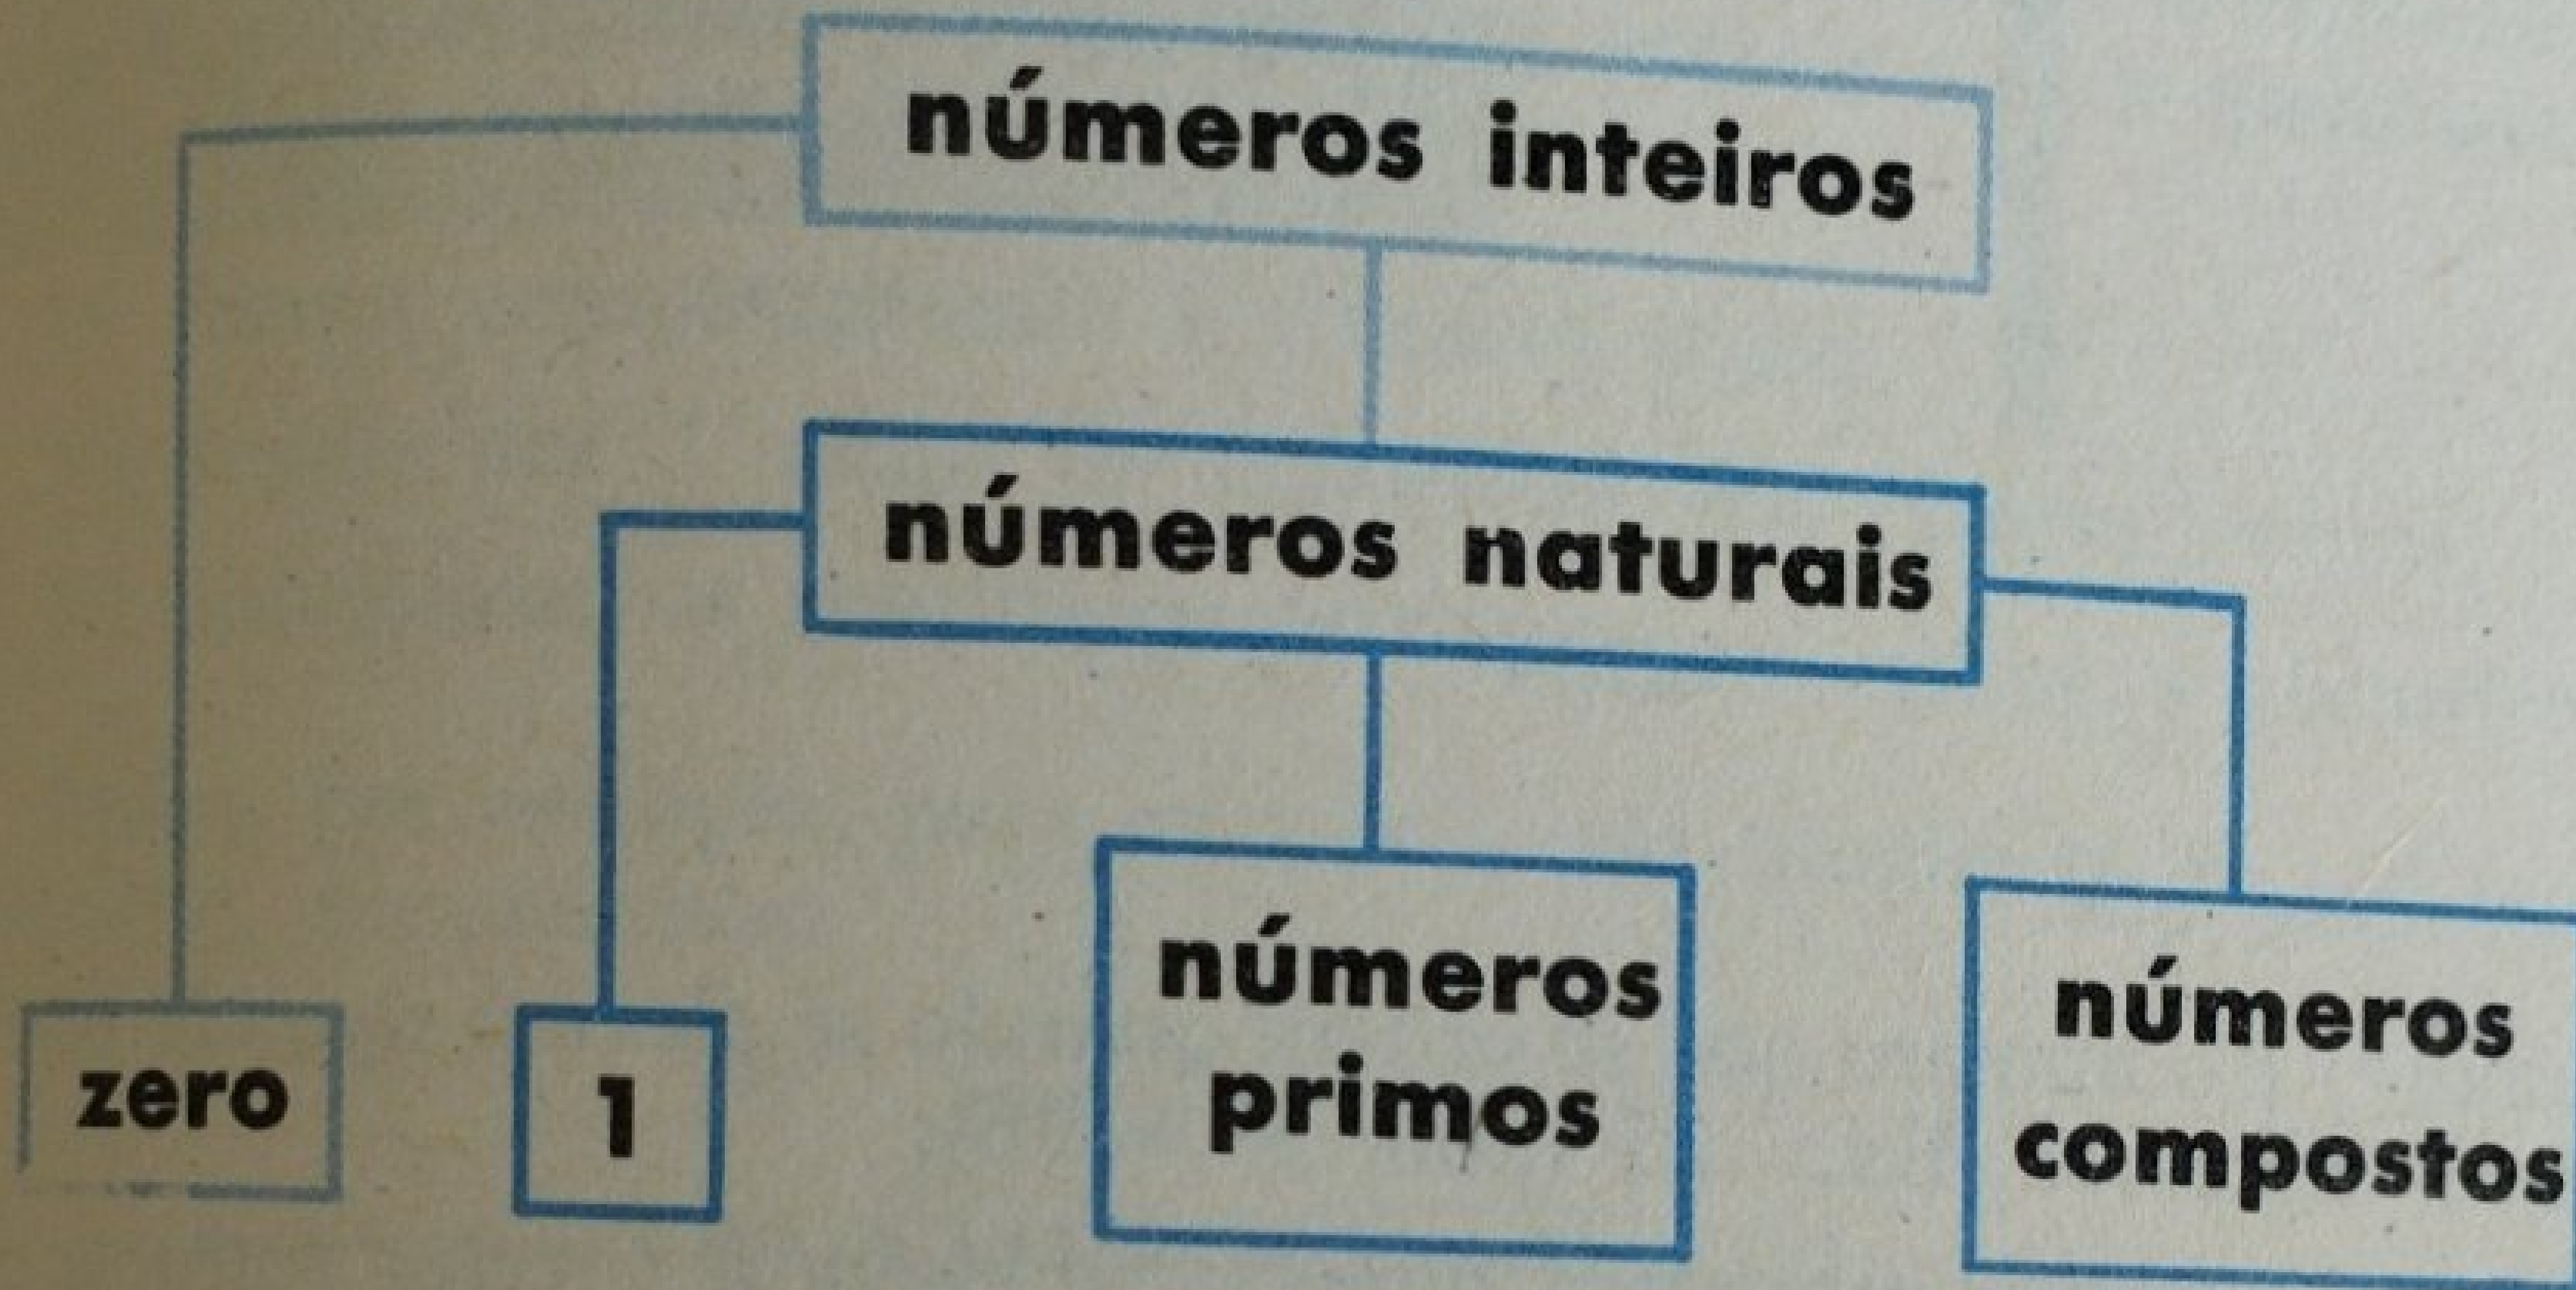 números inteiros
números naturais
zero
1
números
primos
números
compostos